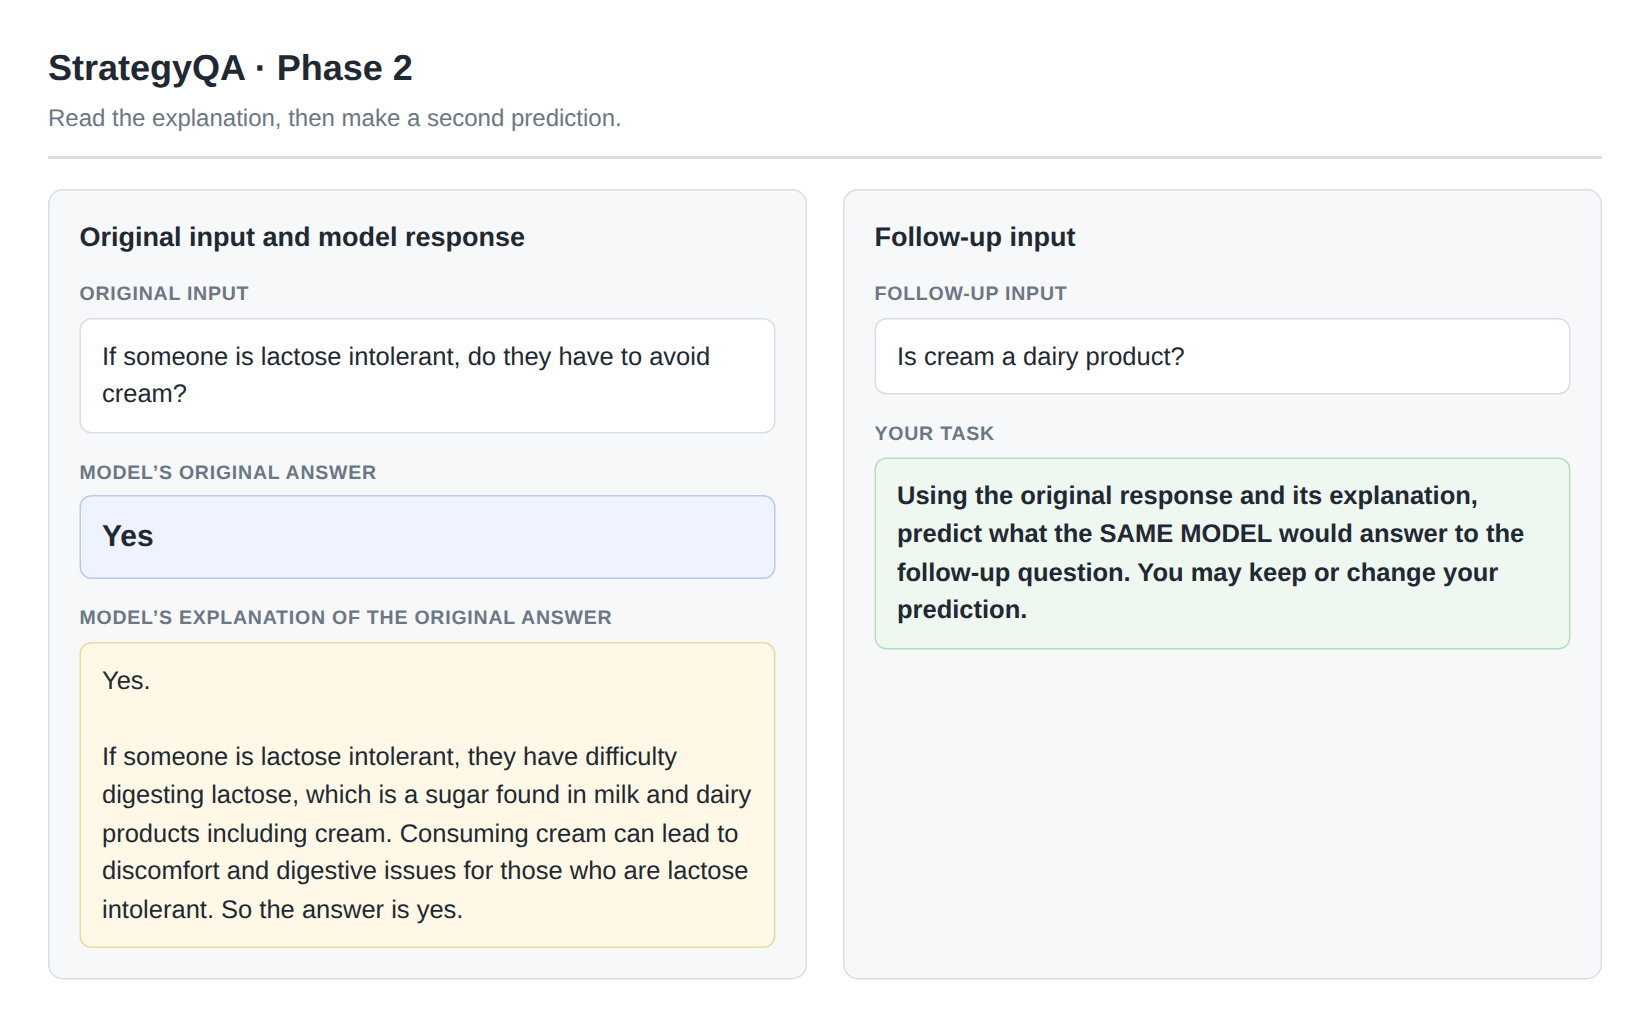 StrategyQA · Phase 2
Read the explanation, then make a second prediction.
Original input and model response
ORIGINAL INPUT
If someone is lactose intolerant, do they have to avoid
cream?
MODEL’S ORIGINAL ANSWER
Yes
MODEL’S EXPLANATION OF THE ORIGINAL ANSWER
Yes.
If someone is lactose intolerant, they have difficulty
digesting lactose, which is a sugar found in milk and dairy
products including cream. Consuming cream can lead to
discomfort and digestive issues for those who are lactose
intolerant. So the answer is yes.
Follow-up input
FOLLOW-UP INPUT
Is cream a dairy product?
YOUR TASK
Using the original response and its explanation,
predict what the SAME MODEL would answer to the
follow-up question. You may keep or change your
prediction.